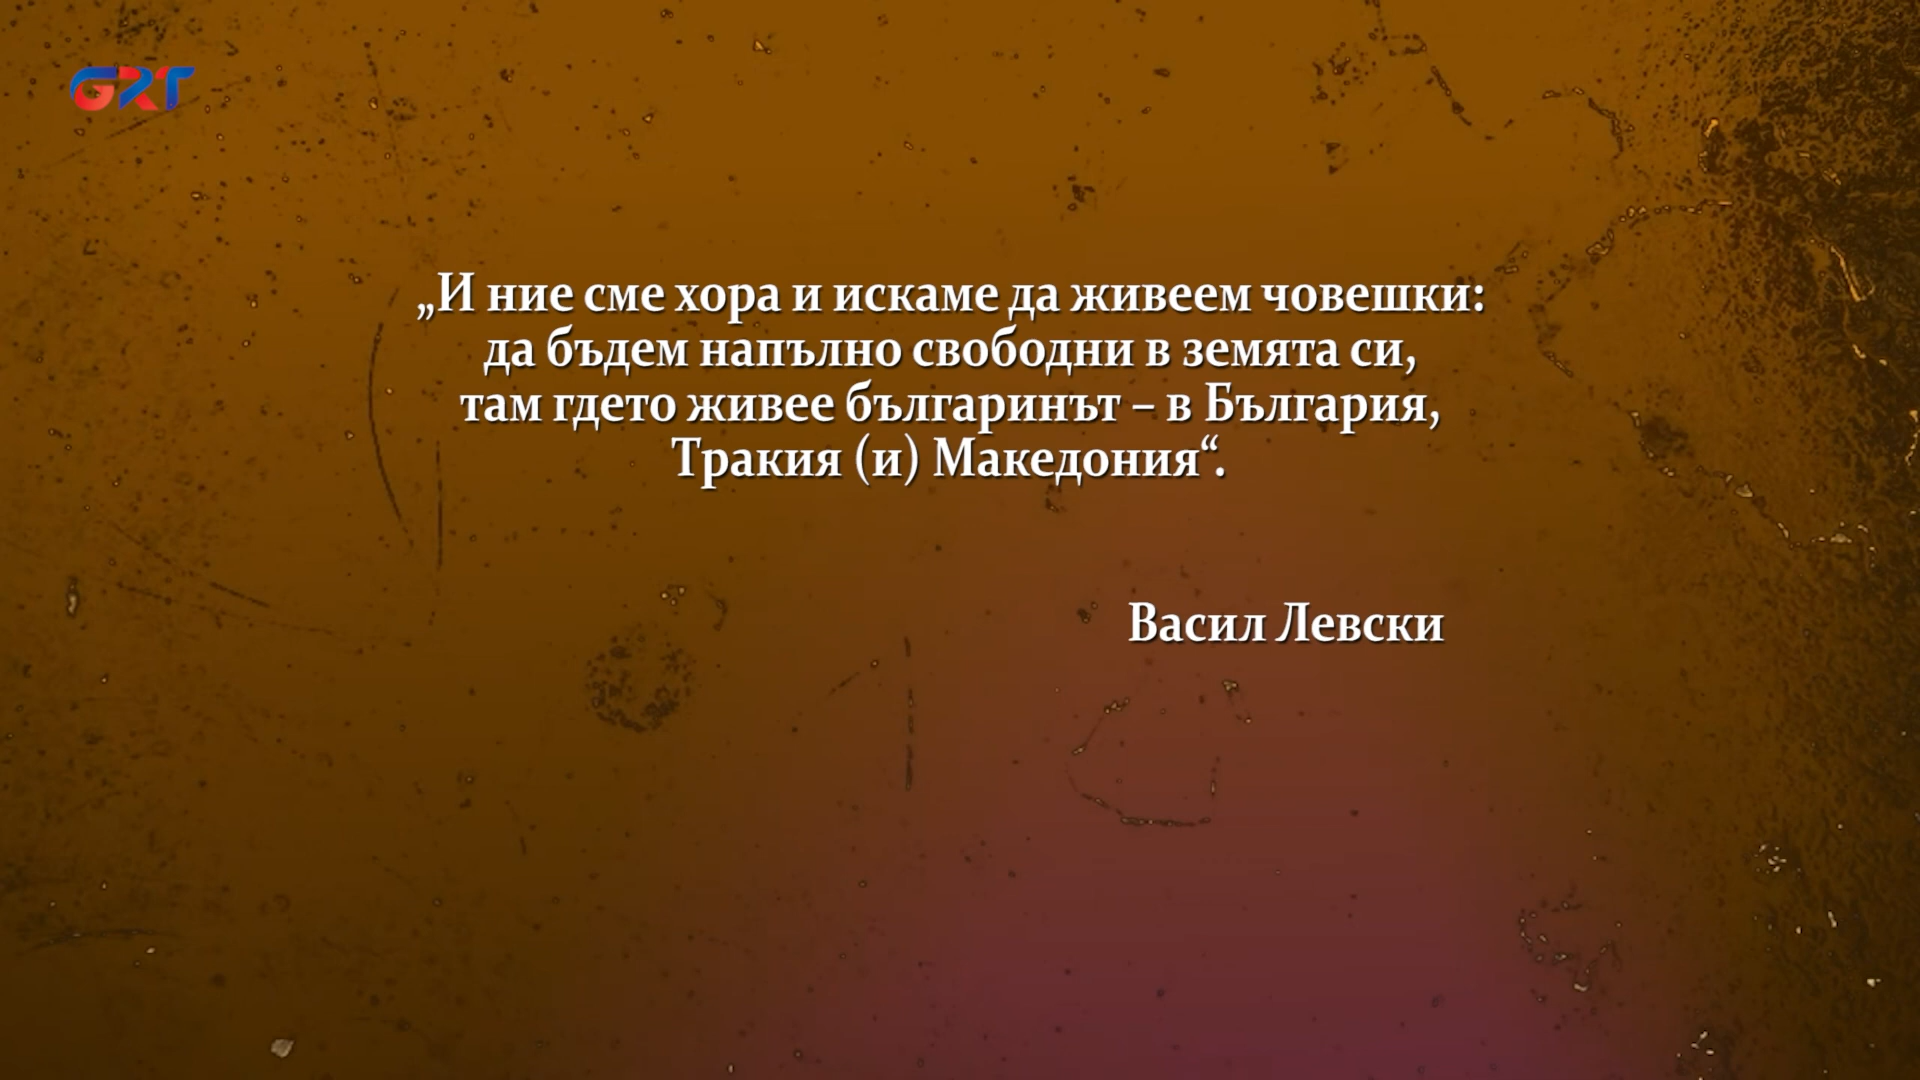 GRT
„И ние сме хора и искаме да живеем човешки:
да бъдем напълно свободни в земята си,
там гдето живее българинът – в България,
Тракия (и) Македония“.
Васил Левски